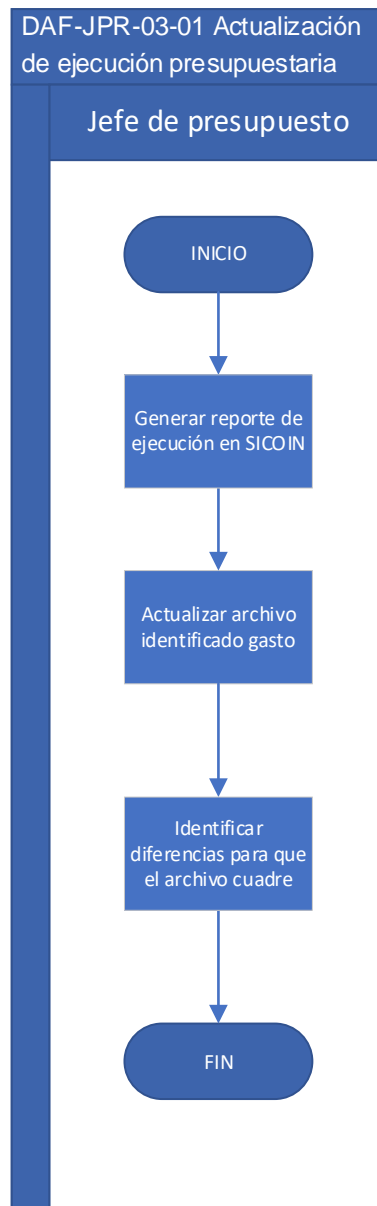 DAF-JPR-03-01 Actualización
de ejecución presupuestaria
Jefe de presupuesto
INICIO
Generar reporte de
ejecución en SICOIN
Actualizar archivo
identificado gasto
Identificar
diferencias para que
el archivo cuadre
FIN